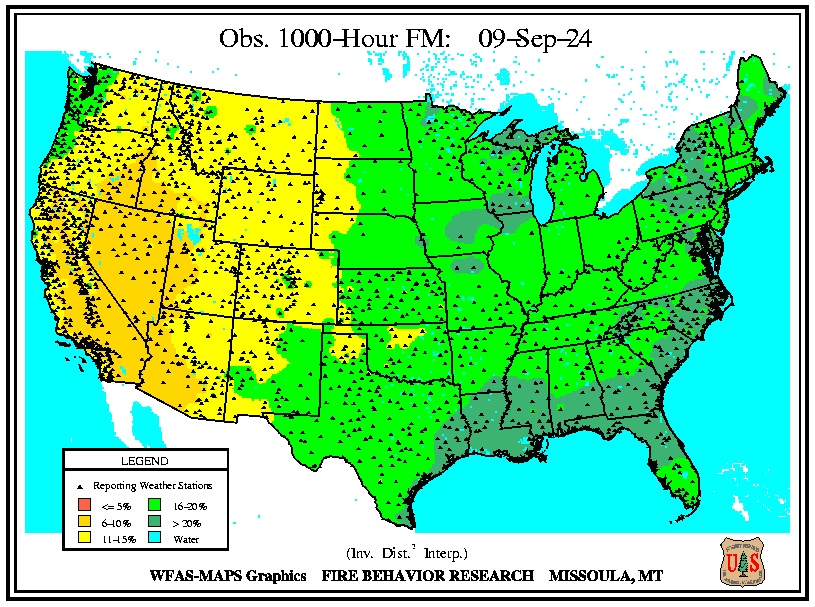 Obs. 1000-Hour FM: 09-Sep-24
LEGEND
Reporting Weather Stations
<= 5% 16-20%
6-10% > 20%
11-15% Water
(Inv. Dist.² Interp.)
WFAS-MAPS Graphics FIRE BEHAVIOR RESEARCH MISSOULA, MT
U S